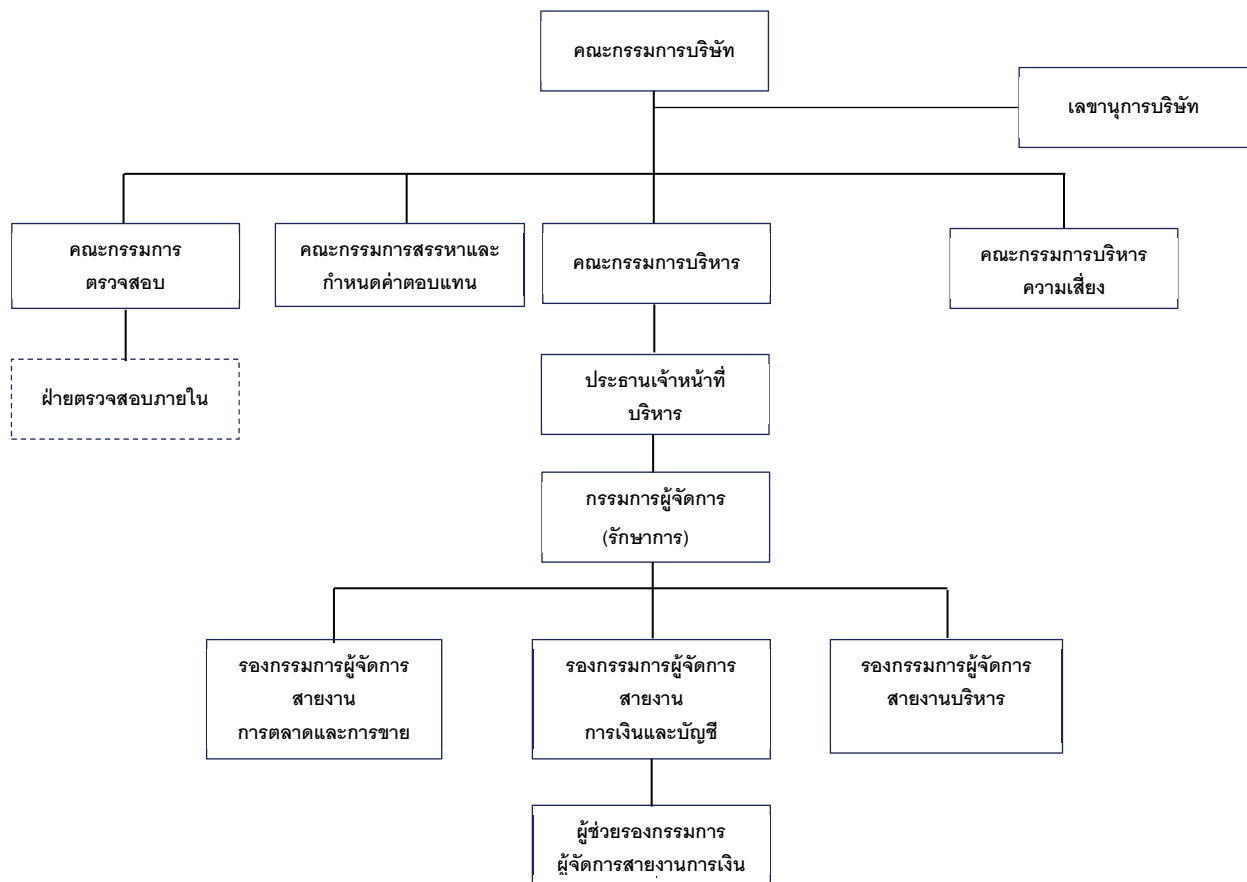 คณะกรรมการบริษัท
เลขานุการบริษัท
คณะกรรมการ
ตรวจสอบ
คณะกรรมการสรรหาและ
กำหนดค่าตอบแทน
คณะกรรมการบริหาร
คณะกรรมการบริหาร
ความเสี่ยง
ฝ่ายตรวจสอบภายใน
ประธานเจ้าหน้าที่
บริหาร
กรรมการผู้จัดการ
(รักษาการ)
รองกรรมการผู้จัดการ
สายงาน
การตลาดและการขาย
รองกรรมการผู้จัดการ
สายงาน
การเงินและบัญชี
รองกรรมการผู้จัดการ
สายงานบริหาร
ผู้ช่วยรองกรรมการ
ผู้จัดการสายงานการเงิน